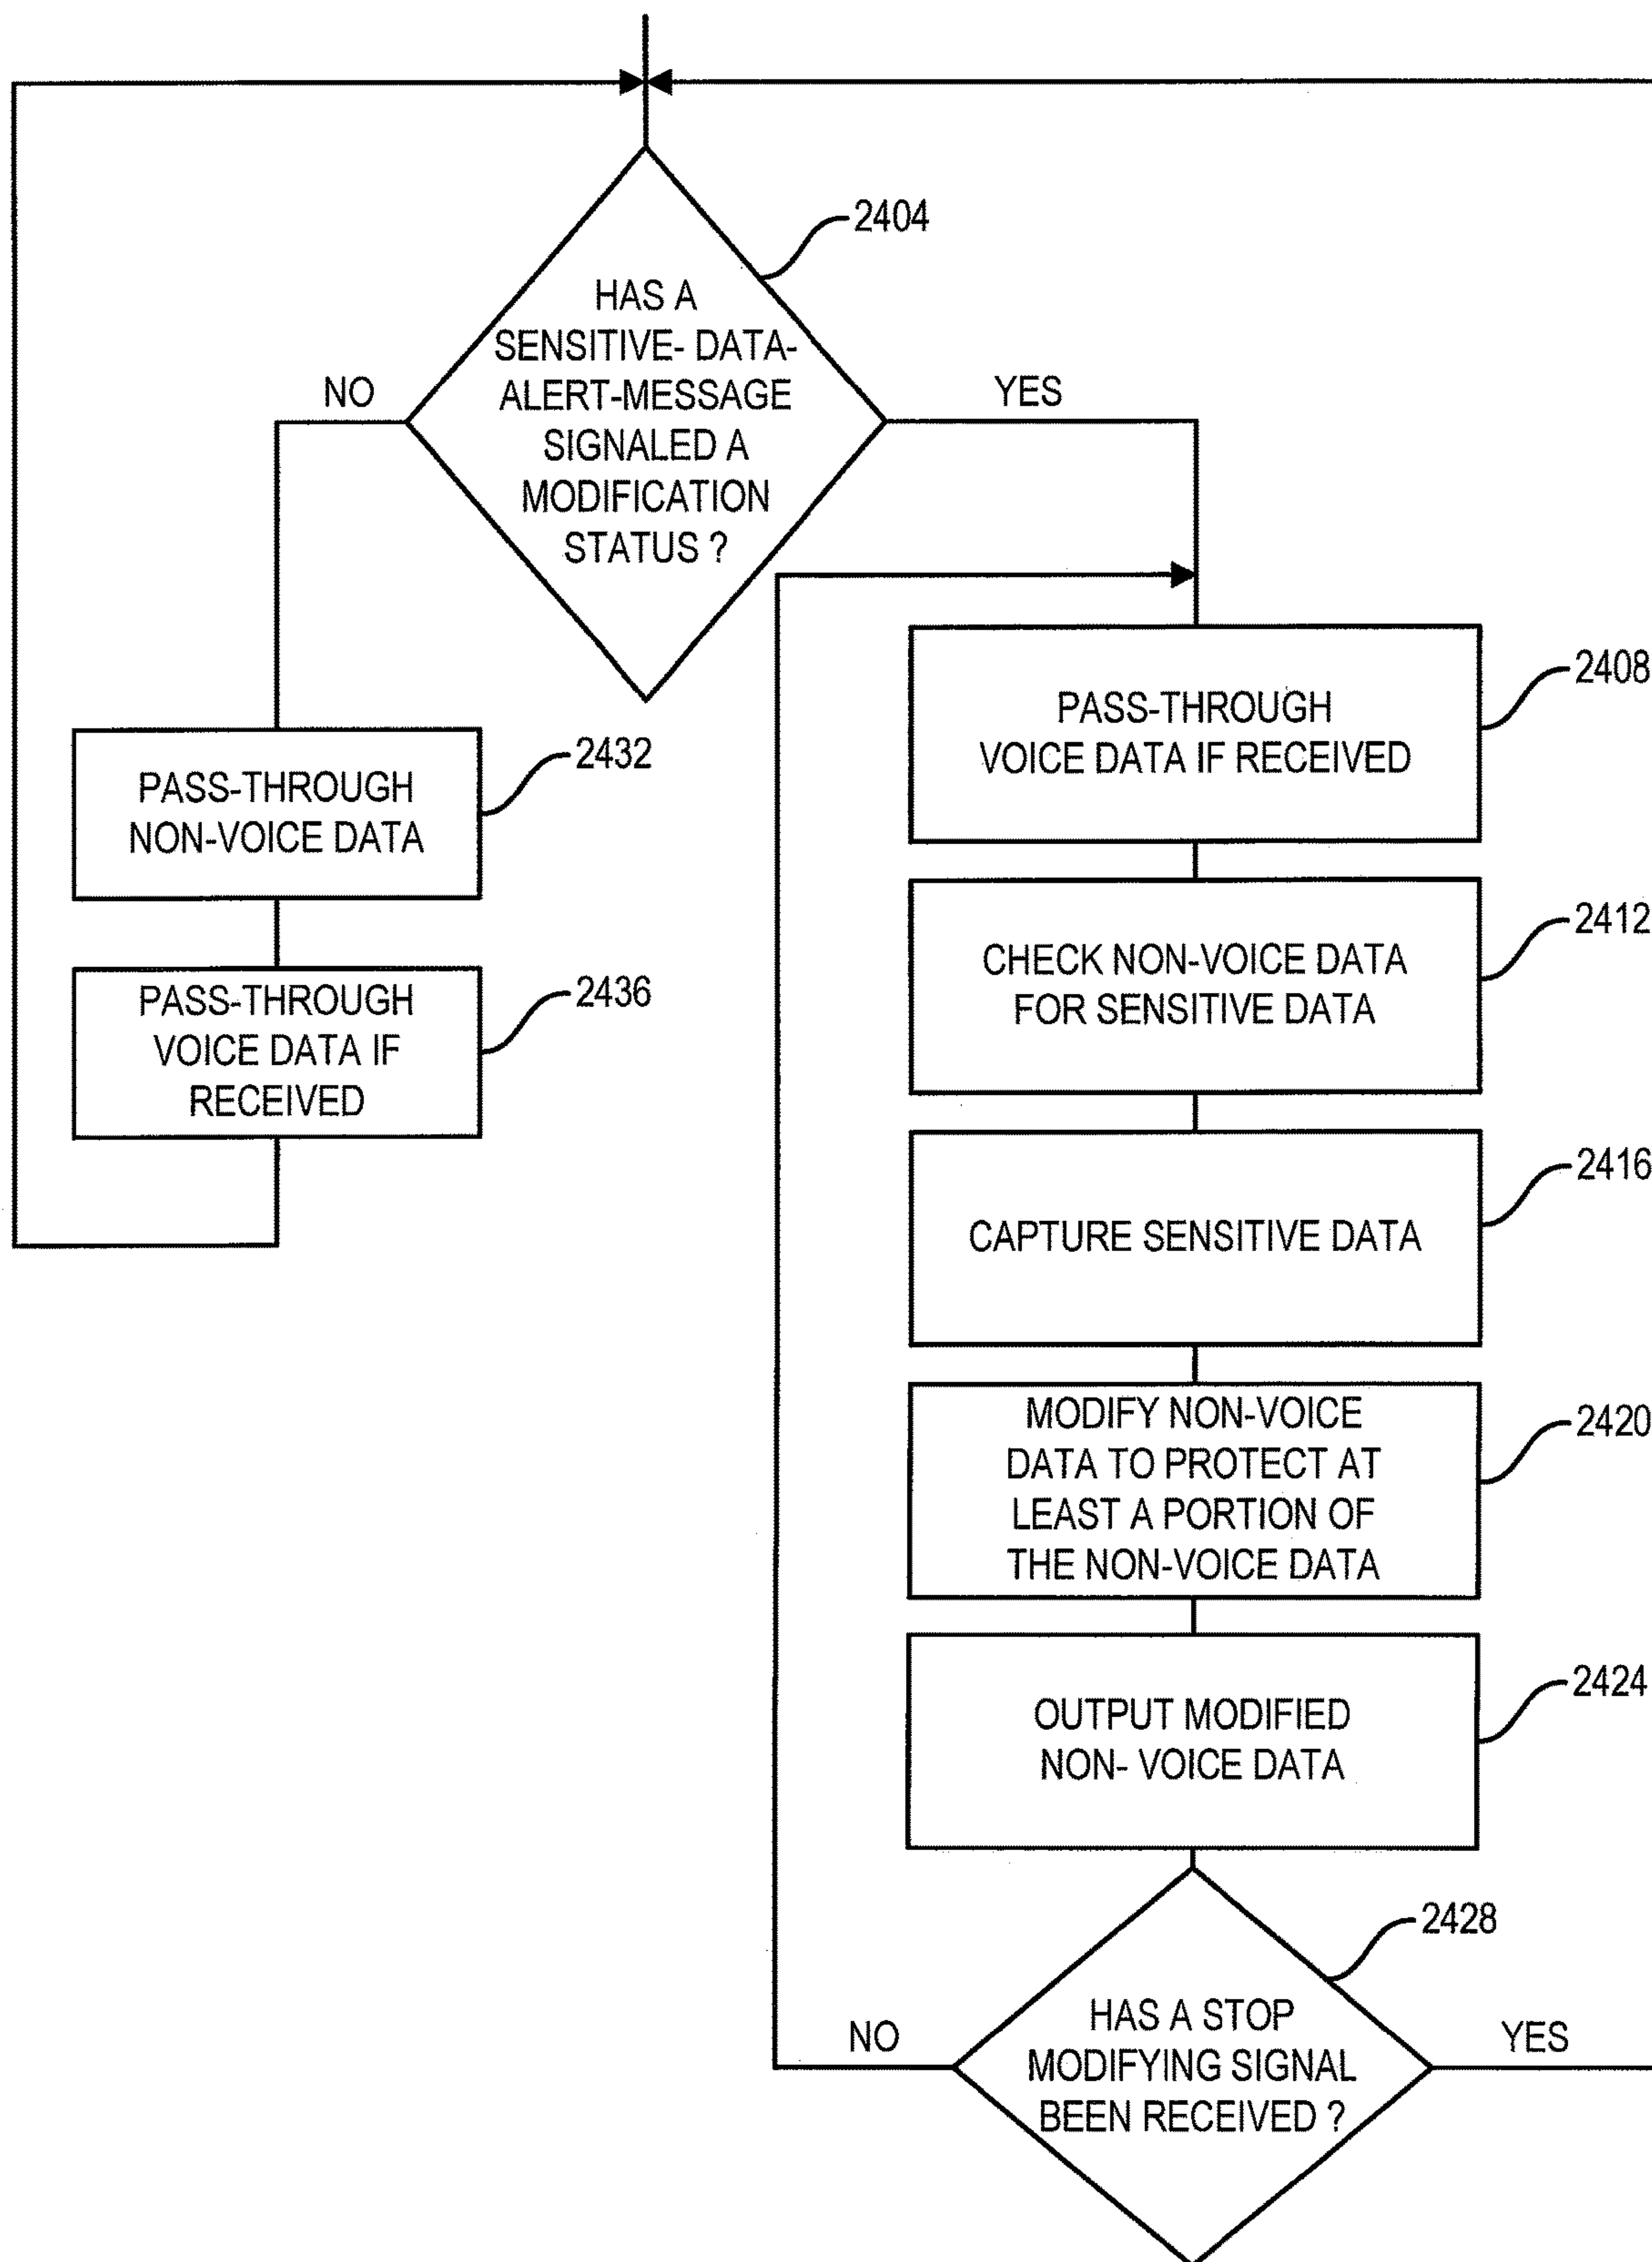 2404
HAS A
SENSITIVE- DATA-
ALERT-MESSAGE
SIGNALED A
MODIFICATION
STATUS ?
NO
YES
2408
PASS-THROUGH
VOICE DATA IF RECEIVED
2432
PASS-THROUGH
NON-VOICE DATA
2412
CHECK NON-VOICE DATA
FOR SENSITIVE DATA
2436
PASS-THROUGH
VOICE DATA IF
RECEIVED
2416
CAPTURE SENSITIVE DATA
2420
MODIFY NON-VOICE
DATA TO PROTECT AT
LEAST A PORTION OF
THE NON-VOICE DATA
2424
OUTPUT MODIFIED
NON- VOICE DATA
2428
HAS A STOP
MODIFYING SIGNAL
BEEN RECEIVED ?
NO
YES